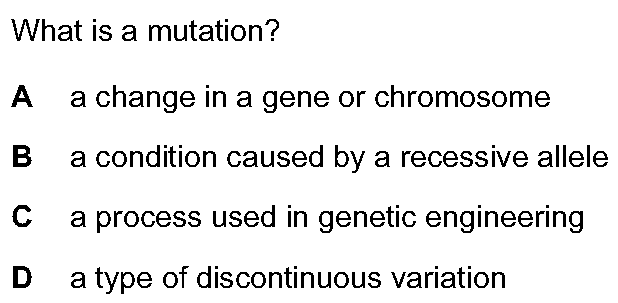 What is a mutation?
A a change in a gene or chromosome
B a condition caused by a recessive allele
C a process used in genetic engineering
D a type of discontinuous variation